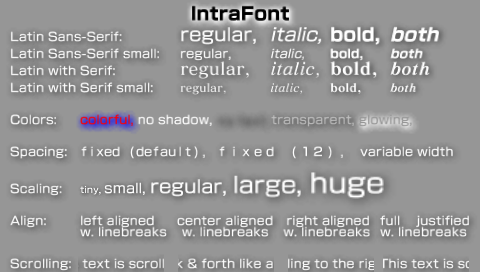 IntraFont
Latin Sans-Serif: regular, italic, bold, both
Latin Sans-Serif small: regular, italic, bold, both
Latin with Serif: regular, italic, bold, both
Latin with Serif small: regular, italic, bold, both
Colors: colorful, no shadow, no text transparent, glowing,
Spacing: fixed (default), fixed (12), variable width
Scaling: tiny, small, regular, large, huge
Align: left aligned center aligned right aligned full justified
w. linebreaks w. linebreaks w. linebreaks w. linebreaks
Scrolling: text is scroll k & forth like a ling to the rig This text is sc